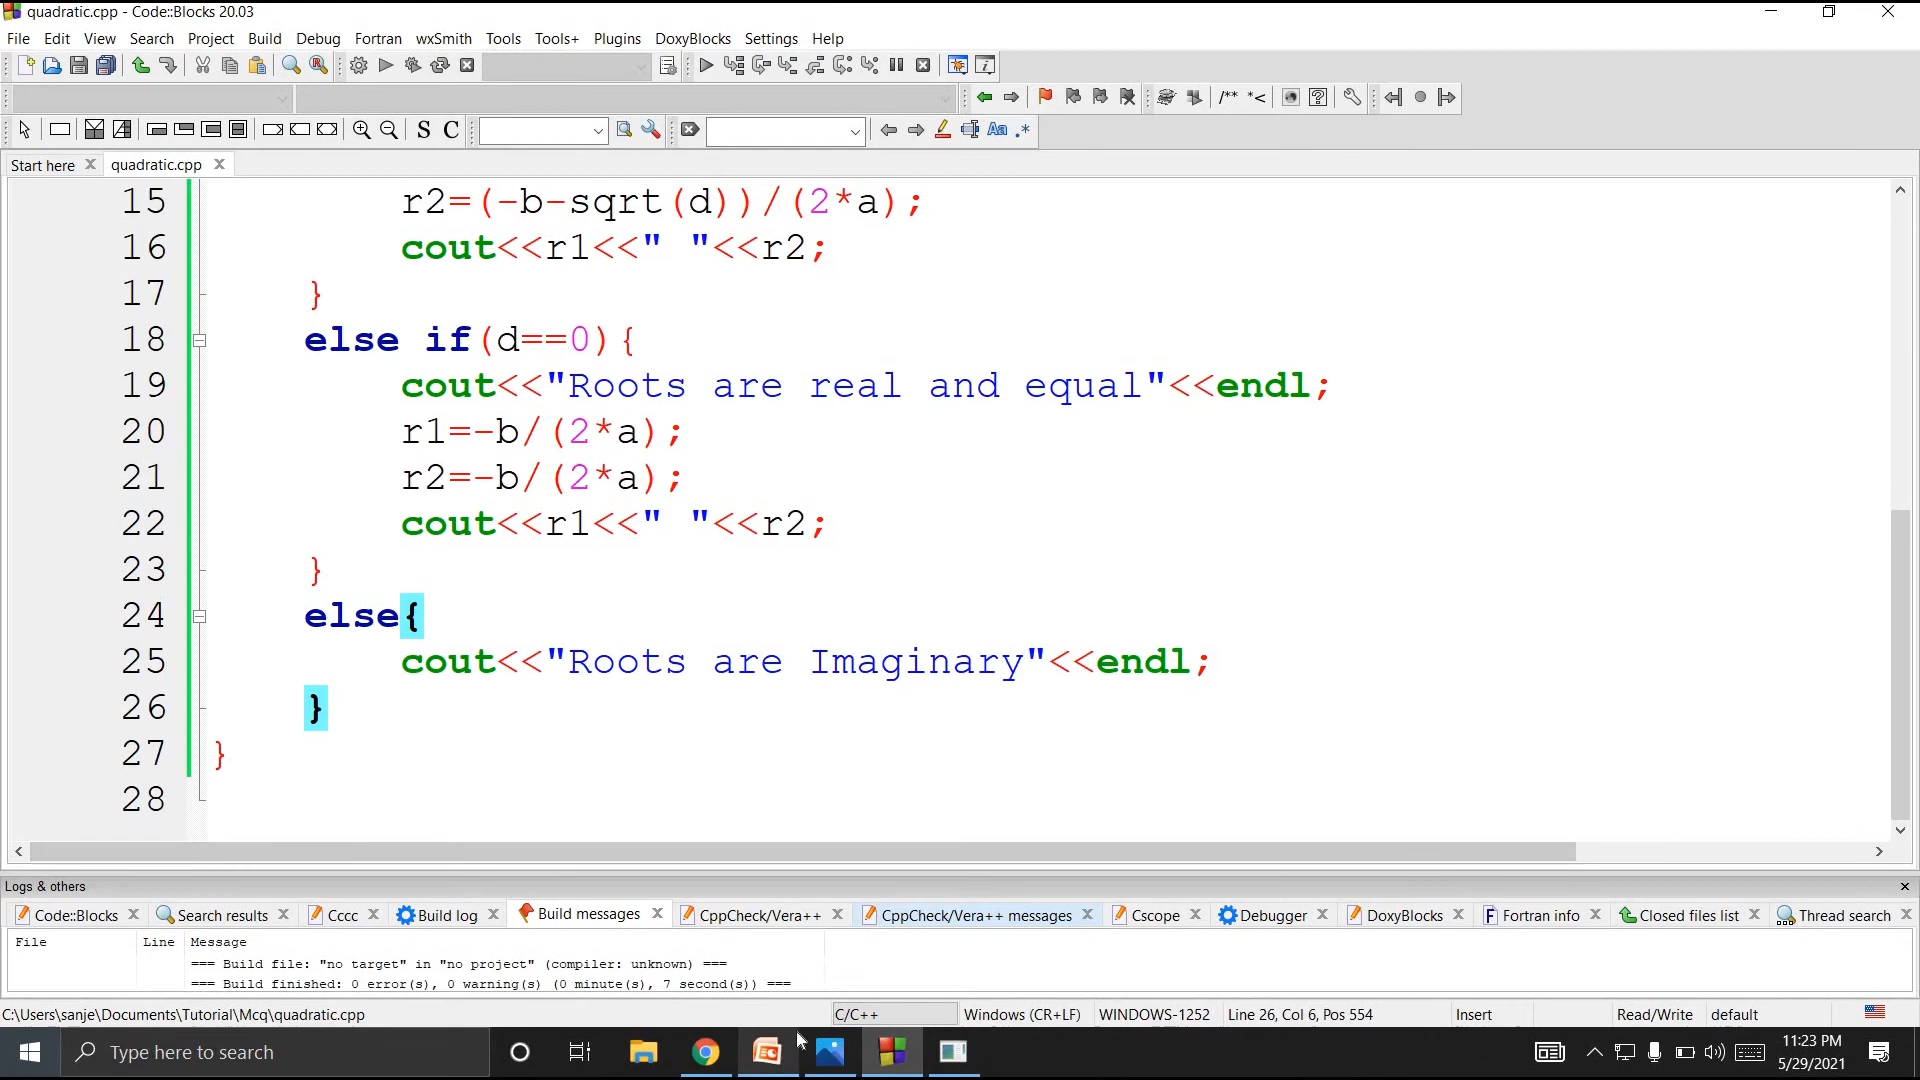 quadratic.cpp - Code::Blocks 20.03
File Edit View Search Project Build Debug Fortran wxSmith Tools Tools+ Plugins DoxyBlocks Settings Help
/** *<
S C Aa .*
Start here quadratic.cpp
15 r2=(-b-sqrt(d))/(2*a);
16 cout<<r1<<" "<<r2;
17 }
18 else if(d==0){
19 cout<<"Roots are real and equal"<<endl;
20 r1=-b/(2*a);
21 r2=-b/(2*a);
22 cout<<r1<<" "<<r2;
23 }
24 else{
25 cout<<"Roots are Imaginary"<<endl;
26 }
27 }
28
Logs & others
Code::Blocks Search results Cccc Build log Build messages CppCheck/Vera++ CppCheck/Vera++ messages Cscope Debugger DoxyBlocks F Fortran info Closed files list Thread search
File Line Message
=== Build file: "no target" in "no project" (compiler: unknown) ===
=== Build finished: 0 error(s), 0 warning(s) (0 minute(s), 7 second(s)) ===
C:\Users\sanje\Documents\Tutorial\Mcq\quadratic.cpp C/C++ Windows (CR+LF) WINDOWS-1252 Line 26, Col 6, Pos 554 Insert Read/Write default
Type here to search
11:23 PM
5/29/2021